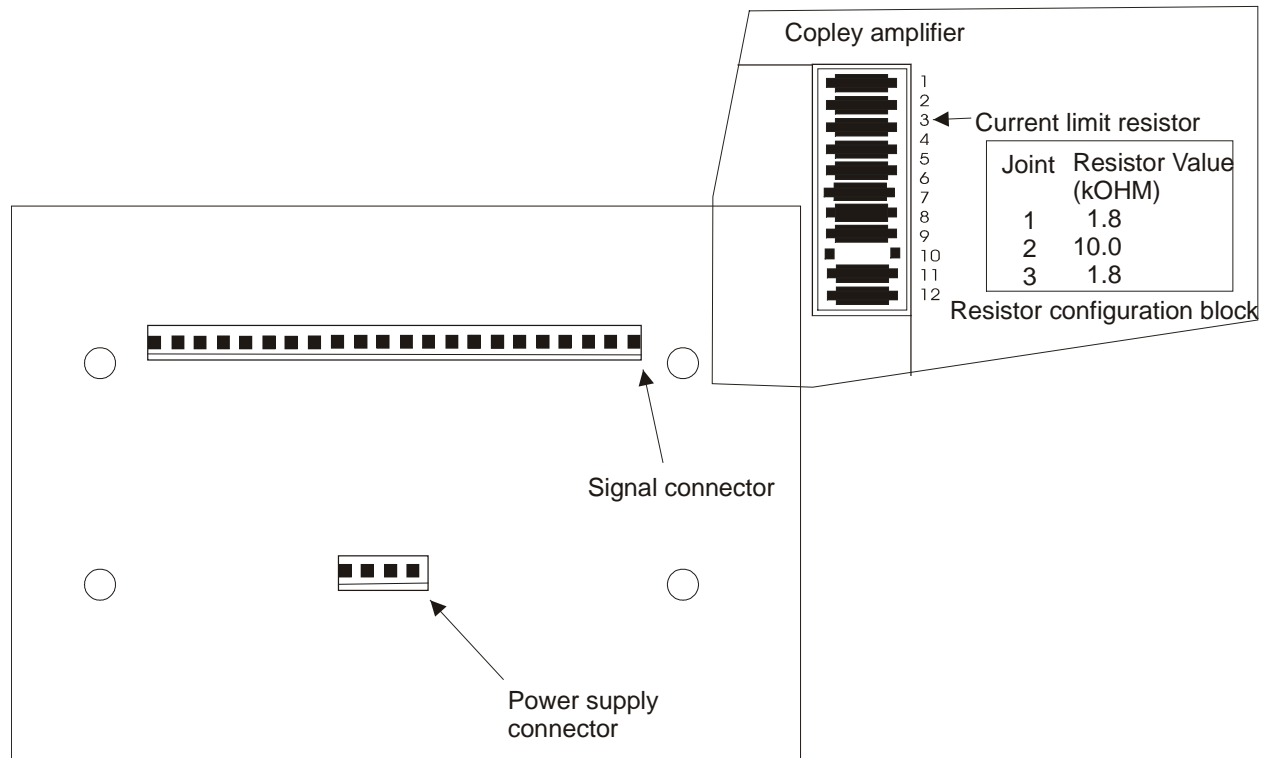 Copley amplifier
1
2
3
4
5
6
7
8
9
10
11
12
Current limit resistor
Joint Resistor Value
(kOHM)
1 1.8
2 10.0
3 1.8
Resistor configuration block
Signal connector
Power supply
connector